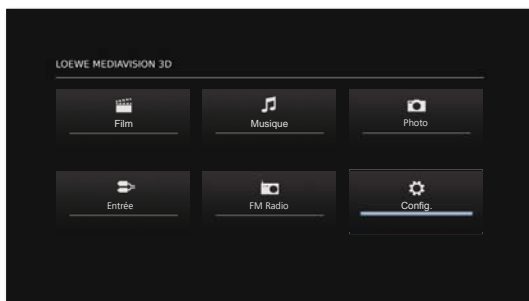 LOEWE MEDIAVISION 3D
Film
Musique
Photo
Entrée
FM Radio
Config.